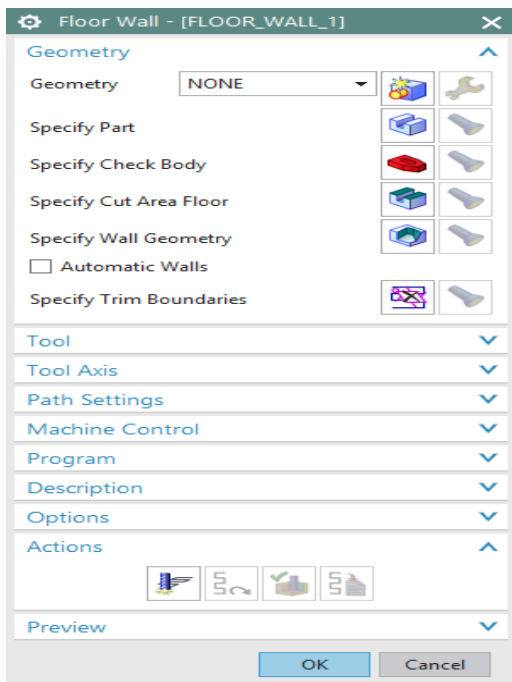 Floor Wall - [FLOOR_WALL_1]
Geometry
Geometry NONE
Specify Part
Specify Check Body
Specify Cut Area Floor
Specify Wall Geometry
Automatic Walls
Specify Trim Boundaries
Tool
Tool Axis
Path Settings
Machine Control
Program
Description
Options
Actions
Preview
OK Cancel